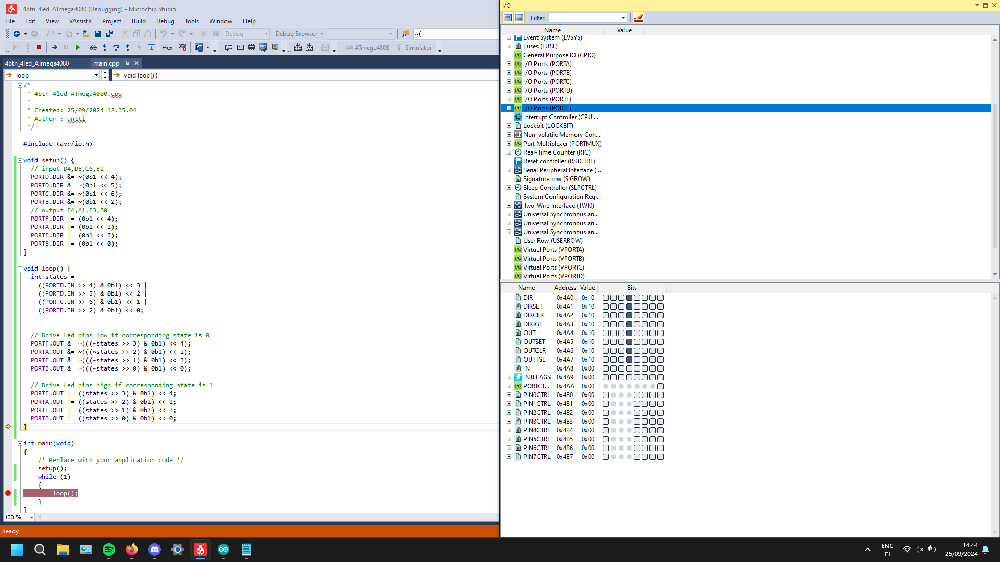 4btn_4led_ATmega4080 (Debugging) - Microchip Studio
File Edit View VAssistX Project Build Debug Tools Window Help
Debug Debug Browser ~(
Hex ATmega4808 Simulator
4btn_4led_ATmega4080 main.cpp
loop void loop() {
/*
* 4btn_4led_ATmega4080.cpp
*
* Created: 25/09/2024 12.35.04
* Author : antti
*/
#include <avr/io.h>
void setup() {
// input D4,D5,C6,B2
PORTD.DIR &= ~(0b1 << 4);
PORTD.DIR &= ~(0b1 << 5);
PORTC.DIR &= ~(0b1 << 6);
PORTB.DIR &= ~(0b1 << 2);
// output F4,A1,E3,B0
PORTF.DIR |= (0b1 << 4);
PORTA.DIR |= (0b1 << 1);
PORTE.DIR |= (0b1 << 3);
PORTB.DIR |= (0b1 << 0);
}
void loop() {
int states =
((PORTD.IN >> 4) & 0b1) << 3 |
((PORTD.IN >> 5) & 0b1) << 2 |
((PORTC.IN >> 6) & 0b1) << 1 |
((PORTB.IN >> 2) & 0b1) << 0;
// Drive Led pins low if corresponding state is 0
PORTF.OUT &= ~(((~states >> 3) & 0b1) << 4);
PORTA.OUT &= ~(((~states >> 2) & 0b1) << 1);
PORTE.OUT &= ~(((~states >> 1) & 0b1) << 3);
PORTB.OUT &= ~(((~states >> 0) & 0b1) << 0);
// Drive Led pins high if corresponding state is 1
PORTF.OUT |= ((states >> 3) & 0b1) << 4;
PORTA.OUT |= ((states >> 2) & 0b1) << 1;
PORTE.OUT |= ((states >> 1) & 0b1) << 3;
PORTB.OUT |= ((states >> 0) & 0b1) << 0;
}
int main(void)
{
/* Replace with your application code */
setup();
while (1)
{
loop();
}
}
100 %
Ready
I/O
Filter:
Name Value
Event System (EVSYS)
Fuses (FUSE)
I/O General Purpose IO (GPIO)
I/O I/O Ports (PORTA)
I/O I/O Ports (PORTB)
I/O I/O Ports (PORTC)
I/O I/O Ports (PORTD)
I/O I/O Ports (PORTE)
I/O I/O Ports (PORTF)
Interrupt Controller (CPUI...
Lockbit (LOCKBIT)
Non-volatile Memory Con...
I/O Port Multiplexer (PORTMUX)
Real-Time Counter (RTC)
Reset controller (RSTCTRL)
Serial Peripheral Interface (...
Signature row (SIGROW)
Sleep Controller (SLPCTRL)
System Configuration Regi...
Two-Wire Interface (TWI0)
Universal Synchronous an...
Universal Synchronous an...
Universal Synchronous an...
User Row (USERROW)
I/O Virtual Ports (VPORTA)
I/O Virtual Ports (VPORTB)
I/O Virtual Ports (VPORTC)
I/O Virtual Ports (VPORTD)
Name Address Value Bits
DIR 0x4A0 0x10
DIRSET 0x4A1 0x10
DIRCLR 0x4A2 0x10
DIRTGL 0x4A3 0x10
OUT 0x4A4 0x10
OUTSET 0x4A5 0x10
OUTCLR 0x4A6 0x10
OUTTGL 0x4A7 0x10
IN 0x4A8 0x00
INTFLAGS 0x4A9 0x00
I/O PORTCT... 0x4AA 0x00
PIN0CTRL 0x4B0 0x00
PIN1CTRL 0x4B1 0x00
PIN2CTRL 0x4B2 0x00
PIN3CTRL 0x4B3 0x00
PIN4CTRL 0x4B4 0x00
PIN5CTRL 0x4B5 0x00
PIN6CTRL 0x4B6 0x00
PIN7CTRL 0x4B7 0x00
ENG
FI
14.44
25/09/2024